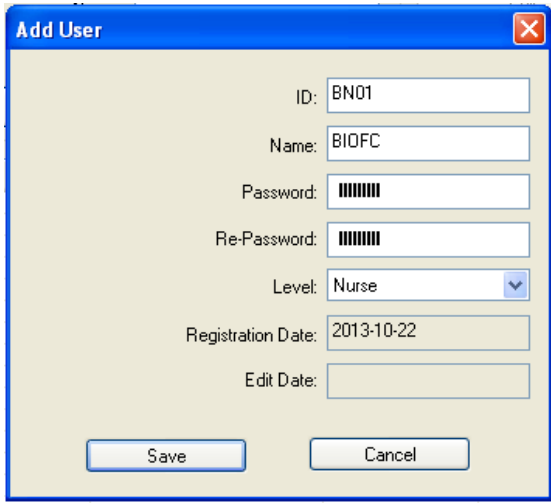 Add User
ID: BN01
Name: BIOFC
Password:
Re-Password:
Level: Nurse
Registration Date: 2013-10-22
Edit Date:
Save Cancel